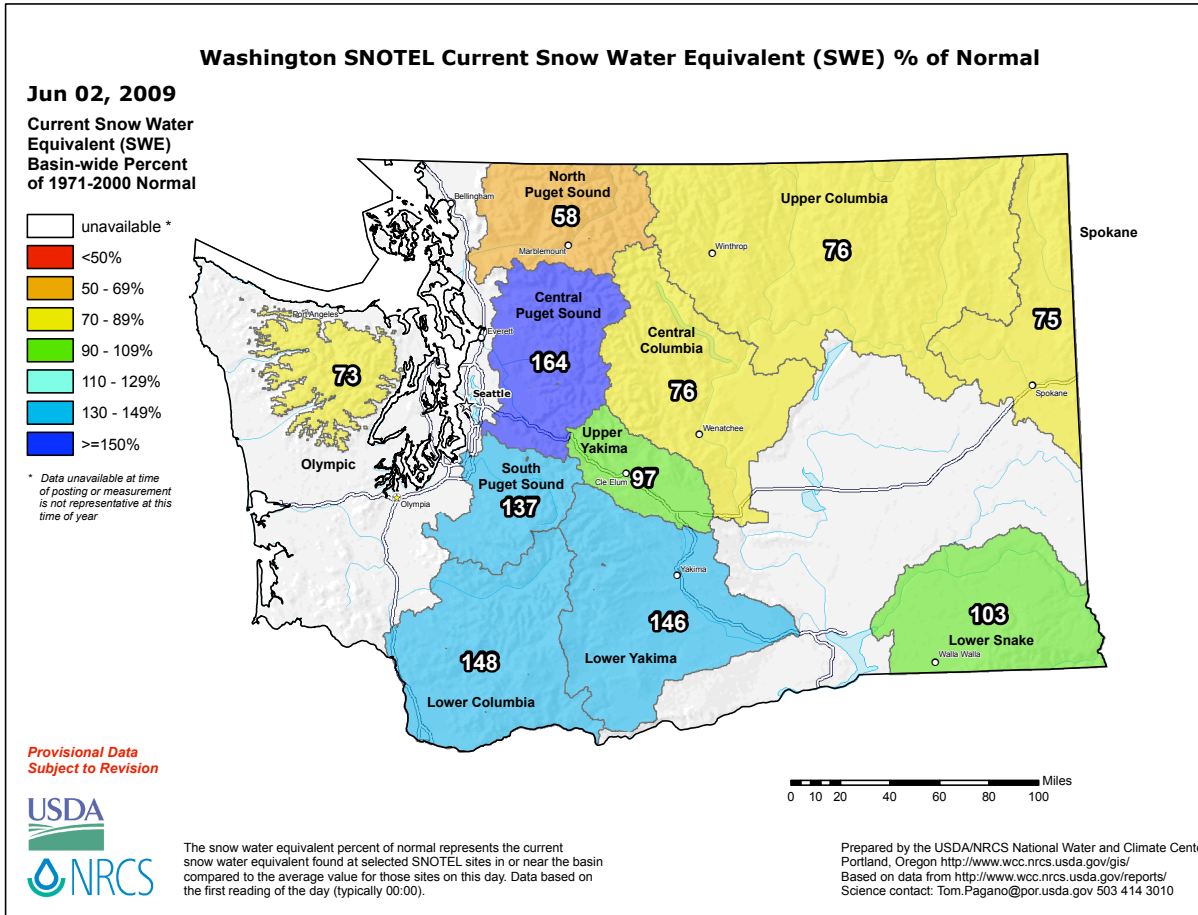 Washington SNOTEL Current Snow Water Equivalent (SWE) % of Normal
Jun 02, 2009
Current Snow Water
Equivalent (SWE)
Basin-wide Percent
of 1971-2000 Normal
unavailable *
<50%
50 - 69%
70 - 89%
90 - 109%
110 - 129%
130 - 149%
>=150%
* Data unavailable at time
of posting or measurement
is not representative at this
time of year
North
Puget Sound
58
Marblemount
Bellingham
Upper Columbia
76
Winthrop
Spokane
75
Spokane
Central
Puget Sound
164
Everett
Seattle
Central
Columbia
76
Wenatchee
Port Angeles
73
Olympic
Olympia
Upper
Yakima
97
Cle Elum
South
Puget Sound
137
Yakima
146
Lower Yakima
148
Lower Columbia
103
Lower Snake
Walla Walla
Provisional Data
Subject to Revision
Miles
0 10 20 40 60 80 100
USDA
NRCS
The snow water equivalent percent of normal represents the current
snow water equivalent found at selected SNOTEL sites in or near the basin
compared to the average value for those sites on this day. Data based on
the first reading of the day (typically 00:00).
Prepared by the USDA/NRCS National Water and Climate Cente
Portland, Oregon http://www.wcc.nrcs.usda.gov/gis/
Based on data from http://www.wcc.nrcs.usda.gov/reports/
Science contact: Tom.Pagano@por.usda.gov 503 414 3010